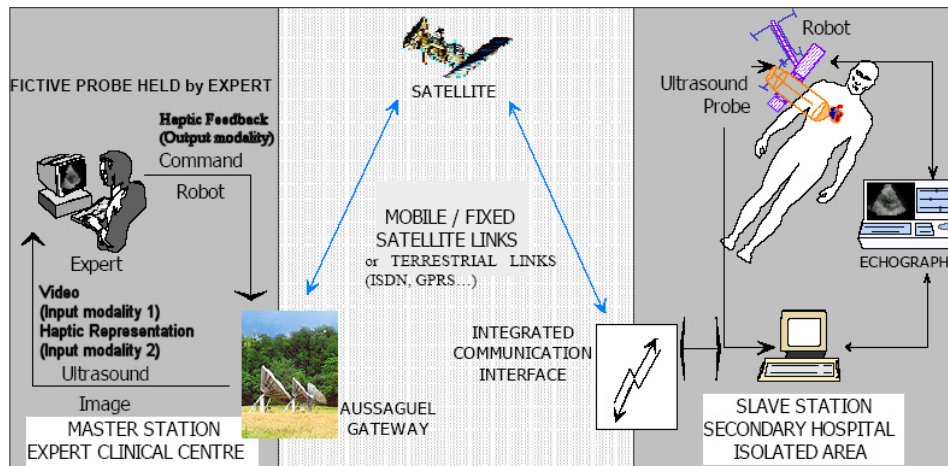 FICTIVE PROBE HELD by EXPERT
Haptic Feedback
(Output modality)
Command
Robot
Expert
Video
(Input modality 1)
Haptic Representation
(Input modality 2)
Ultrasound
Image
MASTER STATION
EXPERT CLINICAL CENTRE
SATELLITE
MOBILE / FIXED
SATELLITE LINKS
or TERRESTRIAL LINKS
(ISDN, GPRS...)
AUSSAGUEL
GATEWAY
INTEGRATED
COMMUNICATION
INTERFACE
Robot
Ultrasound
Probe
ECHOGRAPH
SLAVE STATION
SECONDARY HOSPITAL
ISOLATED AREA